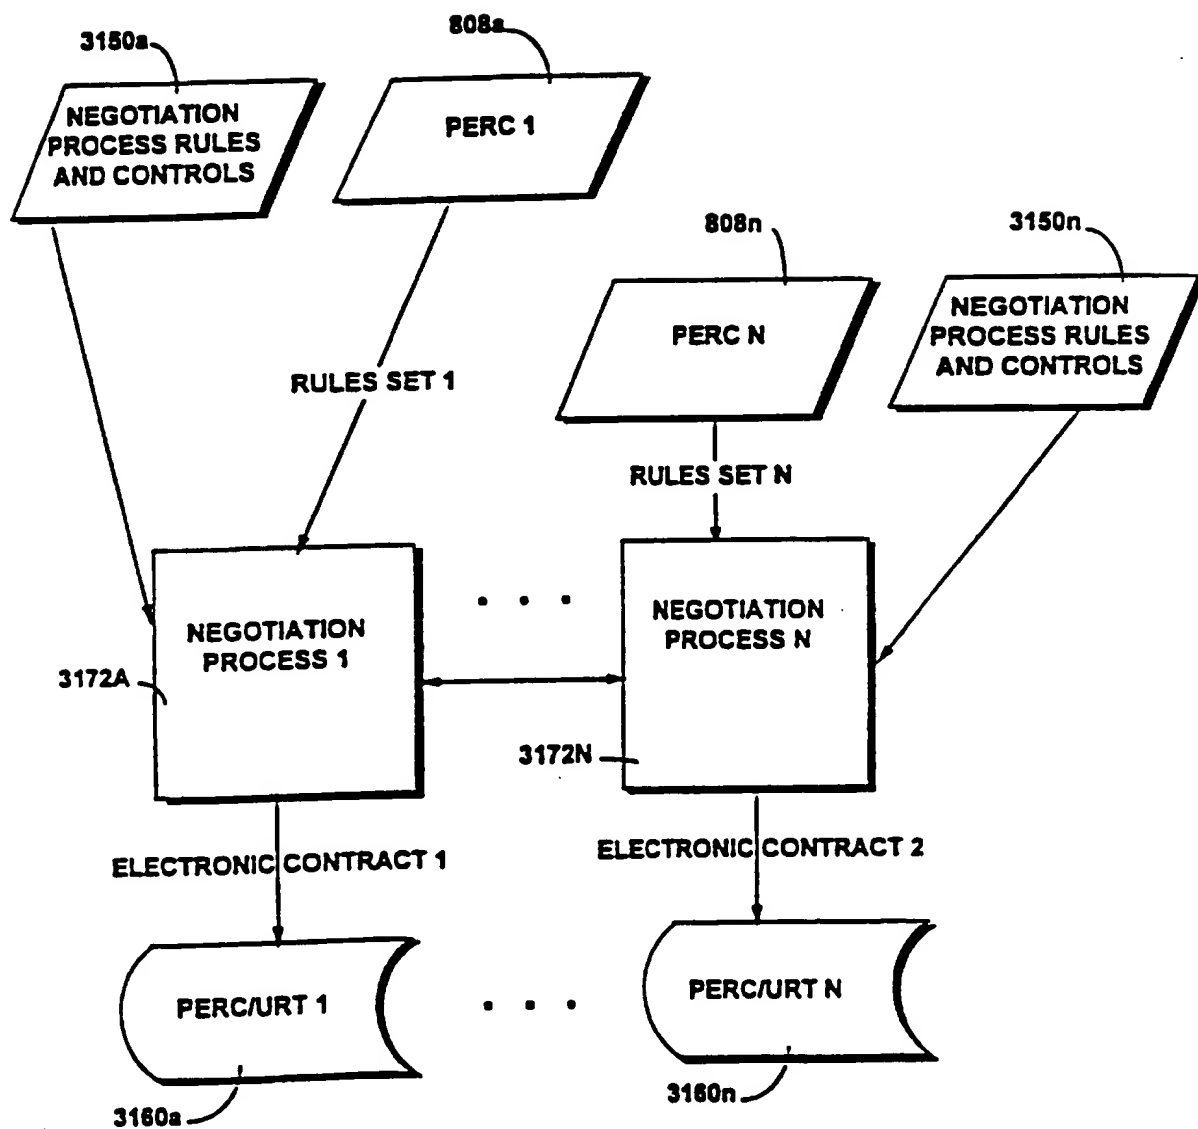 3150a
808a
NEGOTIATION
PROCESS RULES
AND CONTROLS
PERC 1
808n
3150n
PERC N
NEGOTIATION
PROCESS RULES
AND CONTROLS
RULES SET 1
RULES SET N
NEGOTIATION
PROCESS 1
NEGOTIATION
PROCESS N
3172A
3172N
ELECTRONIC CONTRACT 1
ELECTRONIC CONTRACT 2
PERC/URT 1
PERC/URT N
3160a
3160n